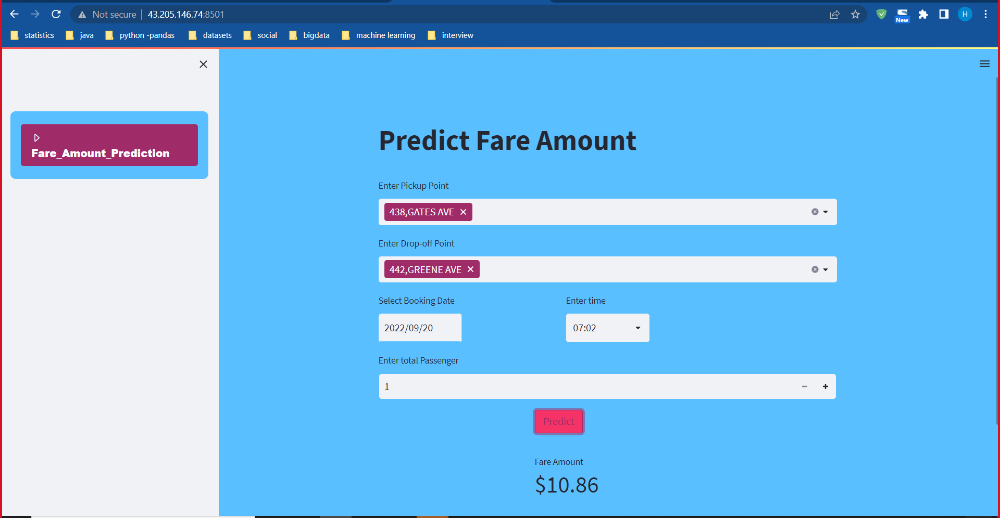 Not secure | 43.205.146.74:8501
New
H
statistics java python -pandas datasets social bigdata machine learning interview
Fare_Amount_Prediction
Predict Fare Amount
Enter Pickup Point
438,GATES AVE
Enter Drop-off Point
442,GREENE AVE
Select Booking Date Enter time
2022/09/20 07:02
Enter total Passenger
1
Predict
Fare Amount
$10.86